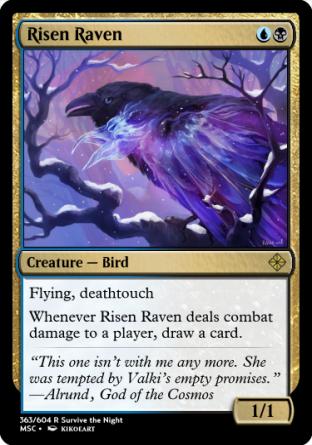 Risen Raven
Creature — Bird
Flying, deathtouch
Whenever Risen Raven deals combat
damage to a player, draw a card.
“This one isn’t with me any more. She
was tempted by Valki’s empty promises.”
—Alrund, God of the Cosmos
1/1
363/604 R Survive the Night
MSC • KIKOEART